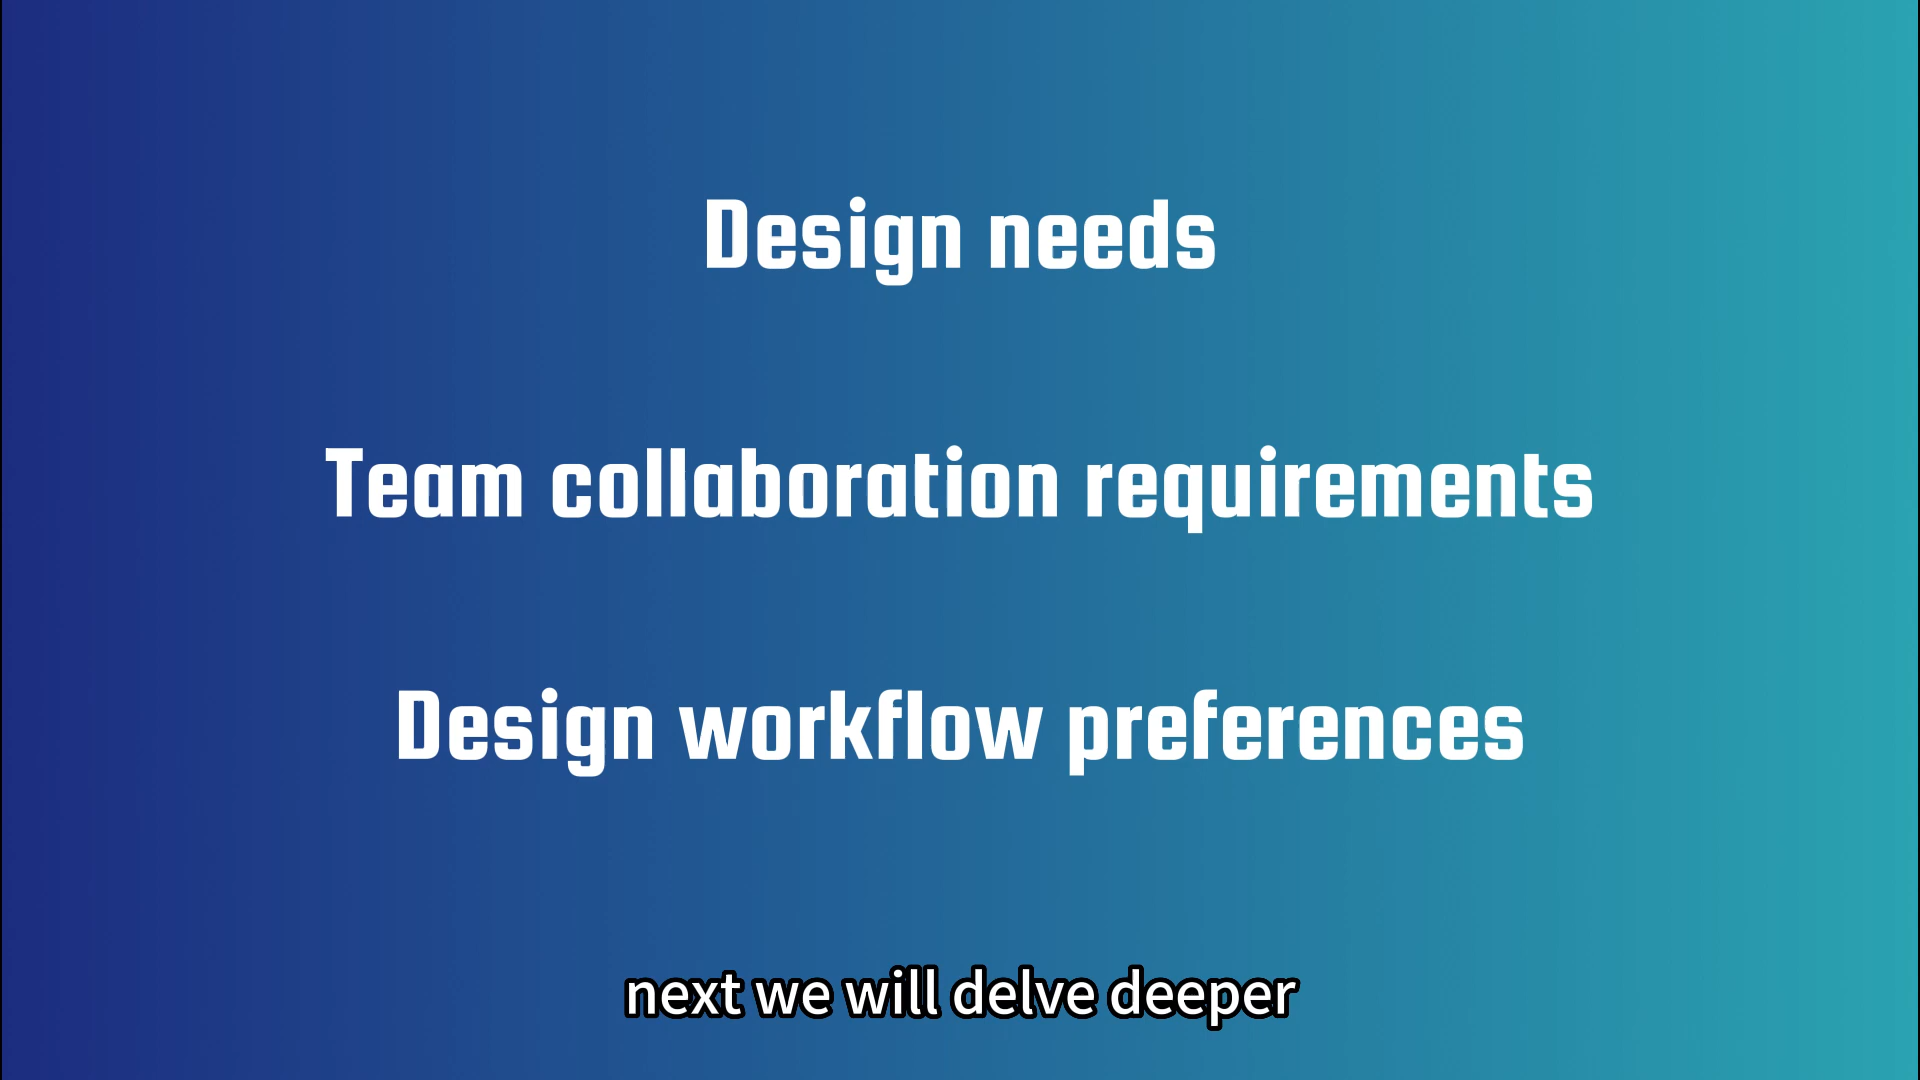 Design needs
Team collaboration requirements
Design workflow preferences
next we will delve deeper